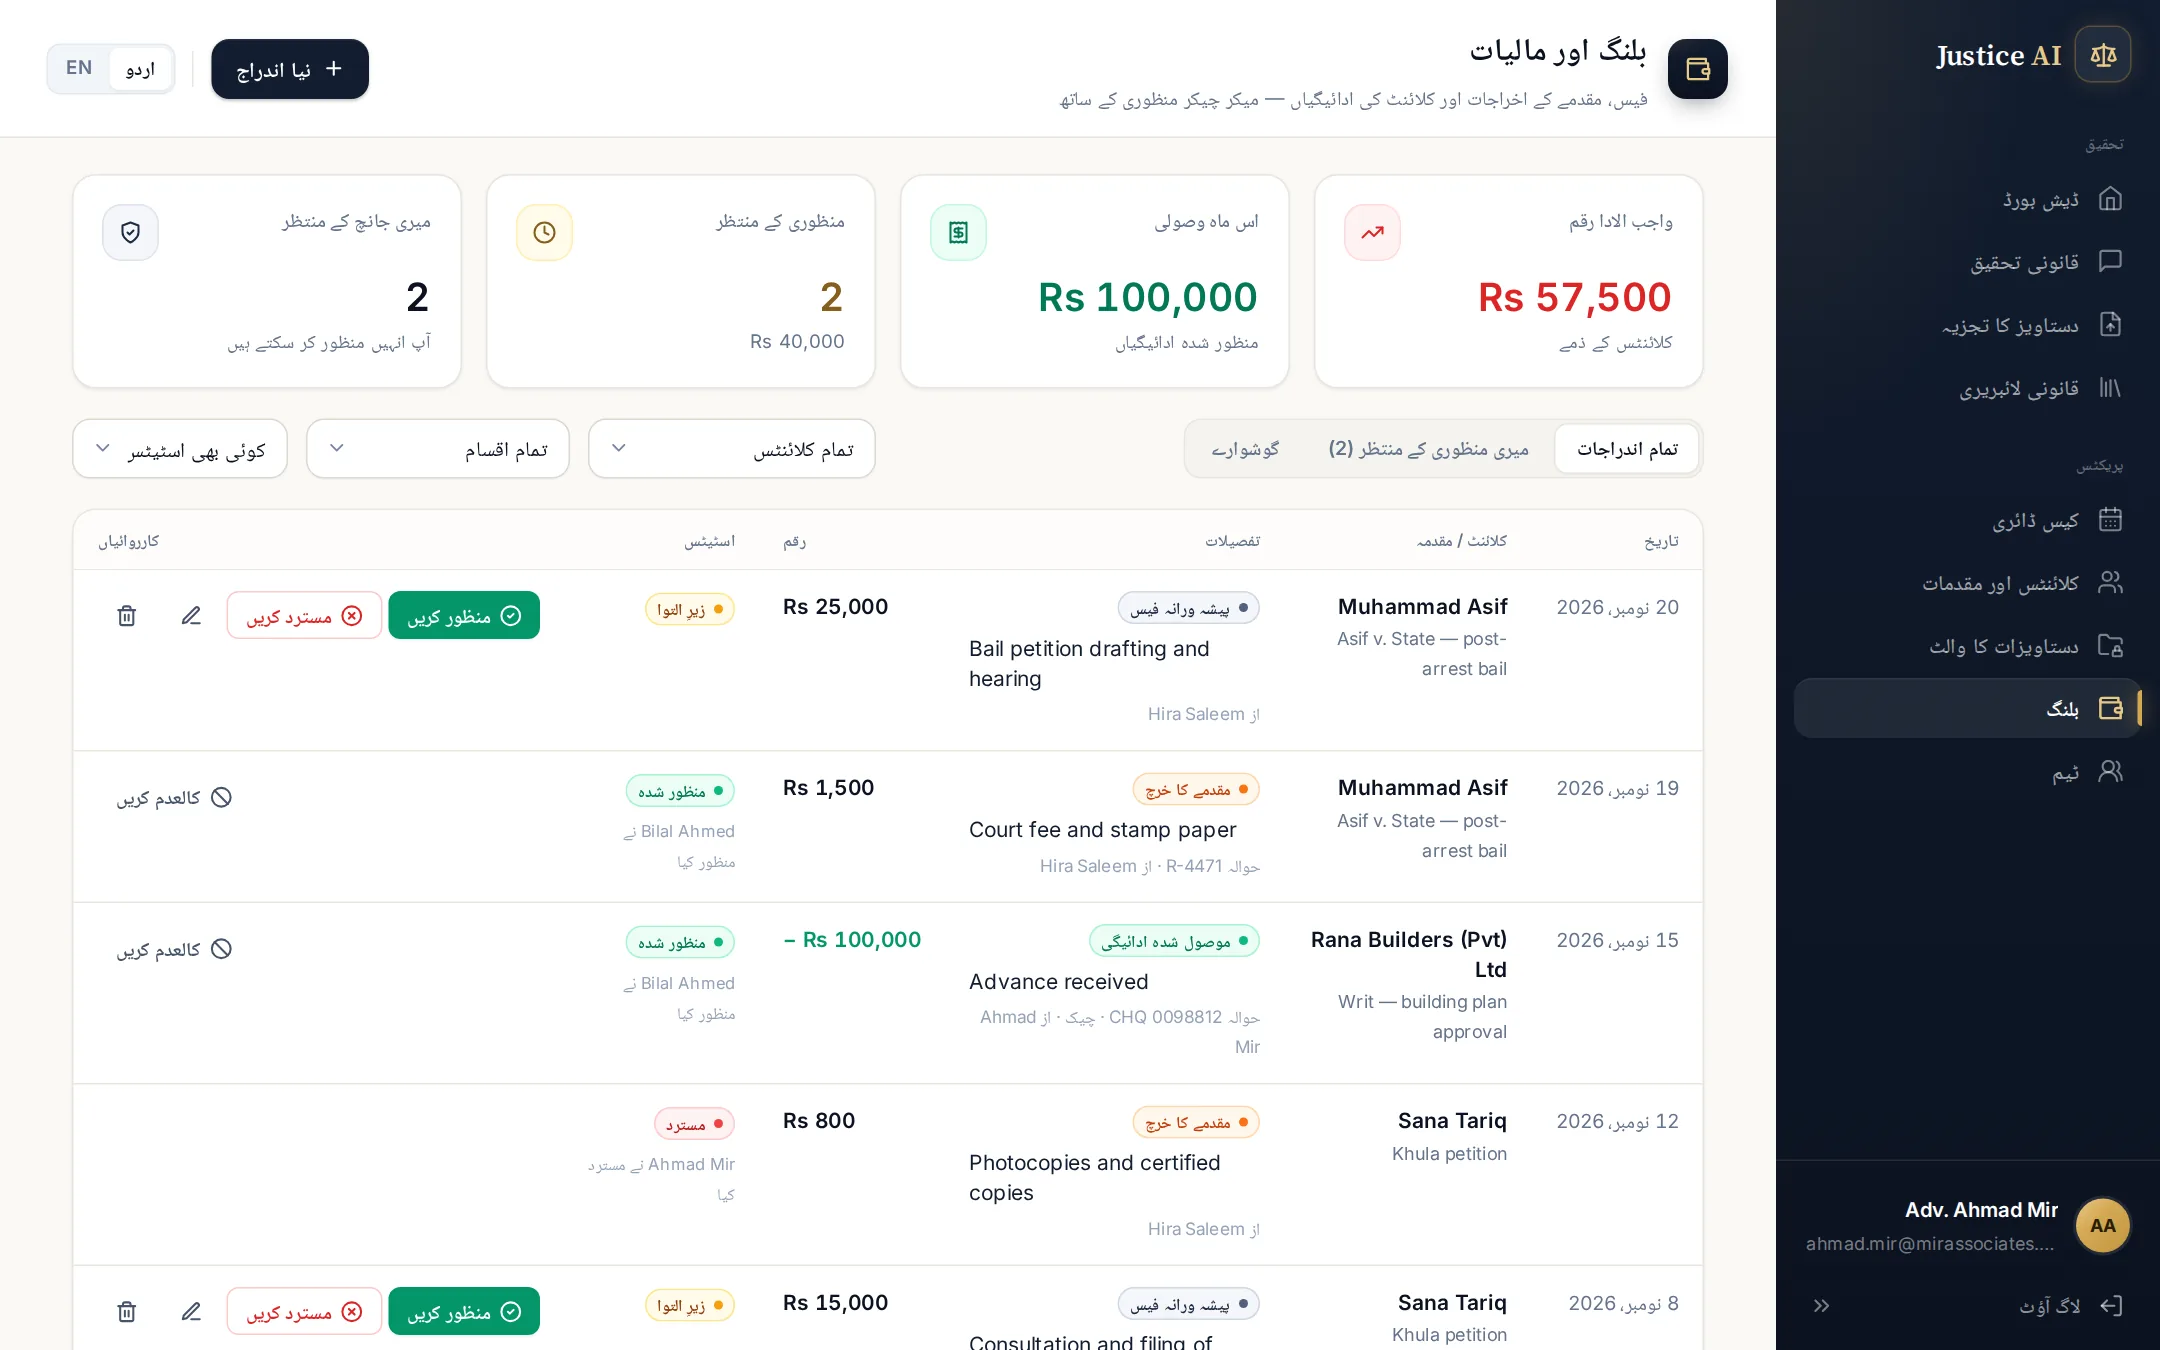 Justice AI
تحقیق
ڈیش بورڈ
قانونی تحقیق
دستاویز کا تجزیہ
قانونی لائبریری
پریکٹس
کیس ڈائری
کلائنٹس اور مقدمات
دستاویزات کا والٹ
بلنگ
ٹیم
Adv. Ahmad Mir
ahmad.mir@mirassociates....
AA
لاگ آؤٹ
بلنگ اور مالیات
فیس، مقدمے کے اخراجات اور کلائنٹ کی ادائیگیاں — میکر چیکر منظوری کے ساتھ
نیا اندراج
اردو
EN
واجب الادا رقم
Rs 57,500
کلائنٹس کے ذمے
اس ماہ وصولی
Rs 100,000
منظور شدہ ادائیگیاں
منظوری کے منتظر
2
Rs 40,000
میری جانچ کے منتظر
2
آپ انہیں منظور کر سکتے ہیں
تمام اندراجات
میری منظوری کے منتظر (2)
گوشوارے
تمام کلائنٹس
تمام اقسام
کوئی بھی اسٹیٹس
تاریخ
کلائنٹ / مقدمہ
تفصیلات
رقم
اسٹیٹس
کارروائیاں
20 نومبر، 2026
Muhammad Asif
Asif v. State — post-
arrest bail
پیشہ ورانہ فیس
Bail petition drafting and
hearing
از Hira Saleem
Rs 25,000
زیرِ التوا
منظور کریں
مسترد کریں
19 نومبر، 2026
Muhammad Asif
Asif v. State — post-
arrest bail
مقدمے کا خرچ
Court fee and stamp paper
حوالہ R-4471 · از Hira Saleem
Rs 1,500
منظور شدہ
Bilal Ahmed نے
منظور کیا
کالعدم کریں
15 نومبر، 2026
Rana Builders (Pvt)
Ltd
Writ — building plan
approval
موصول شدہ ادائیگی
Advance received
حوالہ CHQ 0098812 · چیک · از Ahmad
Mir
− Rs 100,000
منظور شدہ
Bilal Ahmed نے
منظور کیا
کالعدم کریں
12 نومبر، 2026
Sana Tariq
Khula petition
مقدمے کا خرچ
Photocopies and certified
copies
از Hira Saleem
Rs 800
مسترد
Ahmad Mir نے مسترد
کیا
8 نومبر، 2026
Sana Tariq
Khula petition
پیشہ ورانہ فیس
Consultation and filing of
Rs 15,000
زیرِ التوا
منظور کریں
مسترد کریں